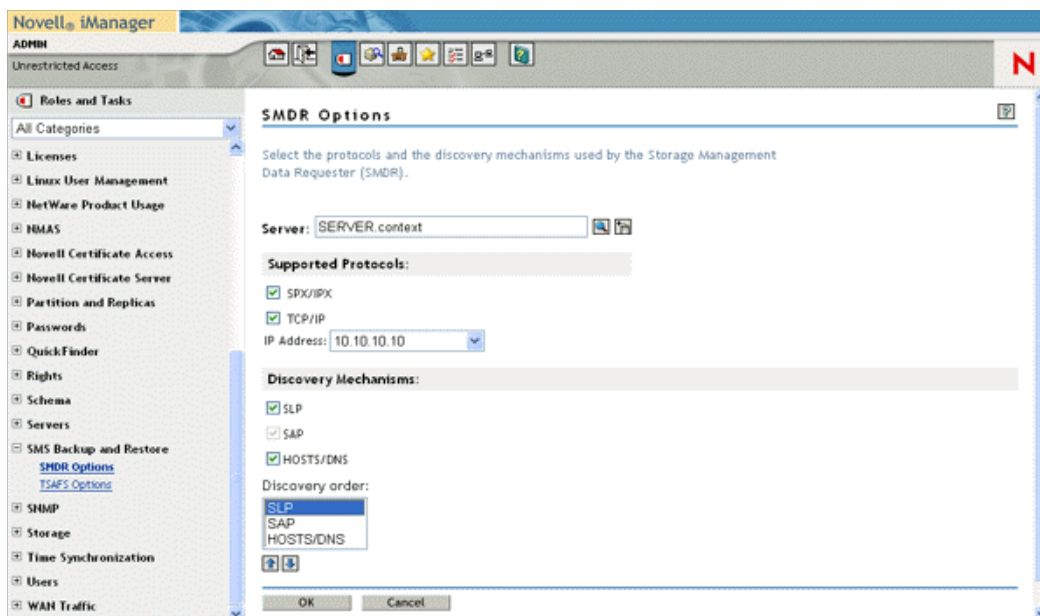 Novell® iManager
ADMIN
Unrestricted Access
N
Roles and Tasks
All Categories
Licenses
Linux User Management
NetWare Product Usage
NMAS
Novell Certificate Access
Novell Certificate Server
Partition and Replicas
Passwords
QuickFinder
Rights
Schema
Servers
SMS Backup and Restore
SMDR Options
TSAFS Options
SNMP
Storage
Time Synchronization
Users
WAN Traffic
SMDR Options
Select the protocols and the discovery mechanisms used by the Storage Management
Data Requester (SMDR).
Server: SERVER.context
Supported Protocols:
SPX/IPX
TCP/IP
IP Address: 10.10.10.10
Discovery Mechanisms:
SLP
SAP
HOSTS/DNS
Discovery order:
SLP
SAP
HOSTS/DNS
OK Cancel